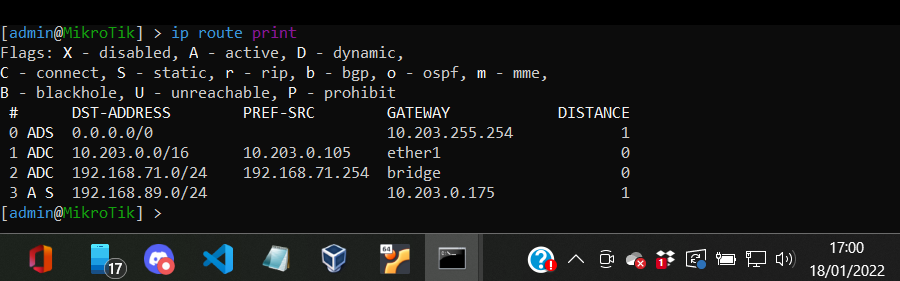 [admin@MikroTik] > ip route print
Flags: X - disabled, A - active, D - dynamic,
C - connect, S - static, r - rip, b - bgp, o - ospf, m - mme,
B - blackhole, U - unreachable, P - prohibit
 #      DST-ADDRESS        PREF-SRC        GATEWAY            DISTANCE
 0 ADS  0.0.0.0/0                          10.203.255.254            1
 1 ADC  10.203.0.0/16      10.203.0.105    ether1                    0
 2 ADC  192.168.71.0/24    192.168.71.254  bridge                    0
 3 A S  192.168.89.0/24                    10.203.0.175              1
[admin@MikroTik] >
17
64
1
17:00
18/01/2022